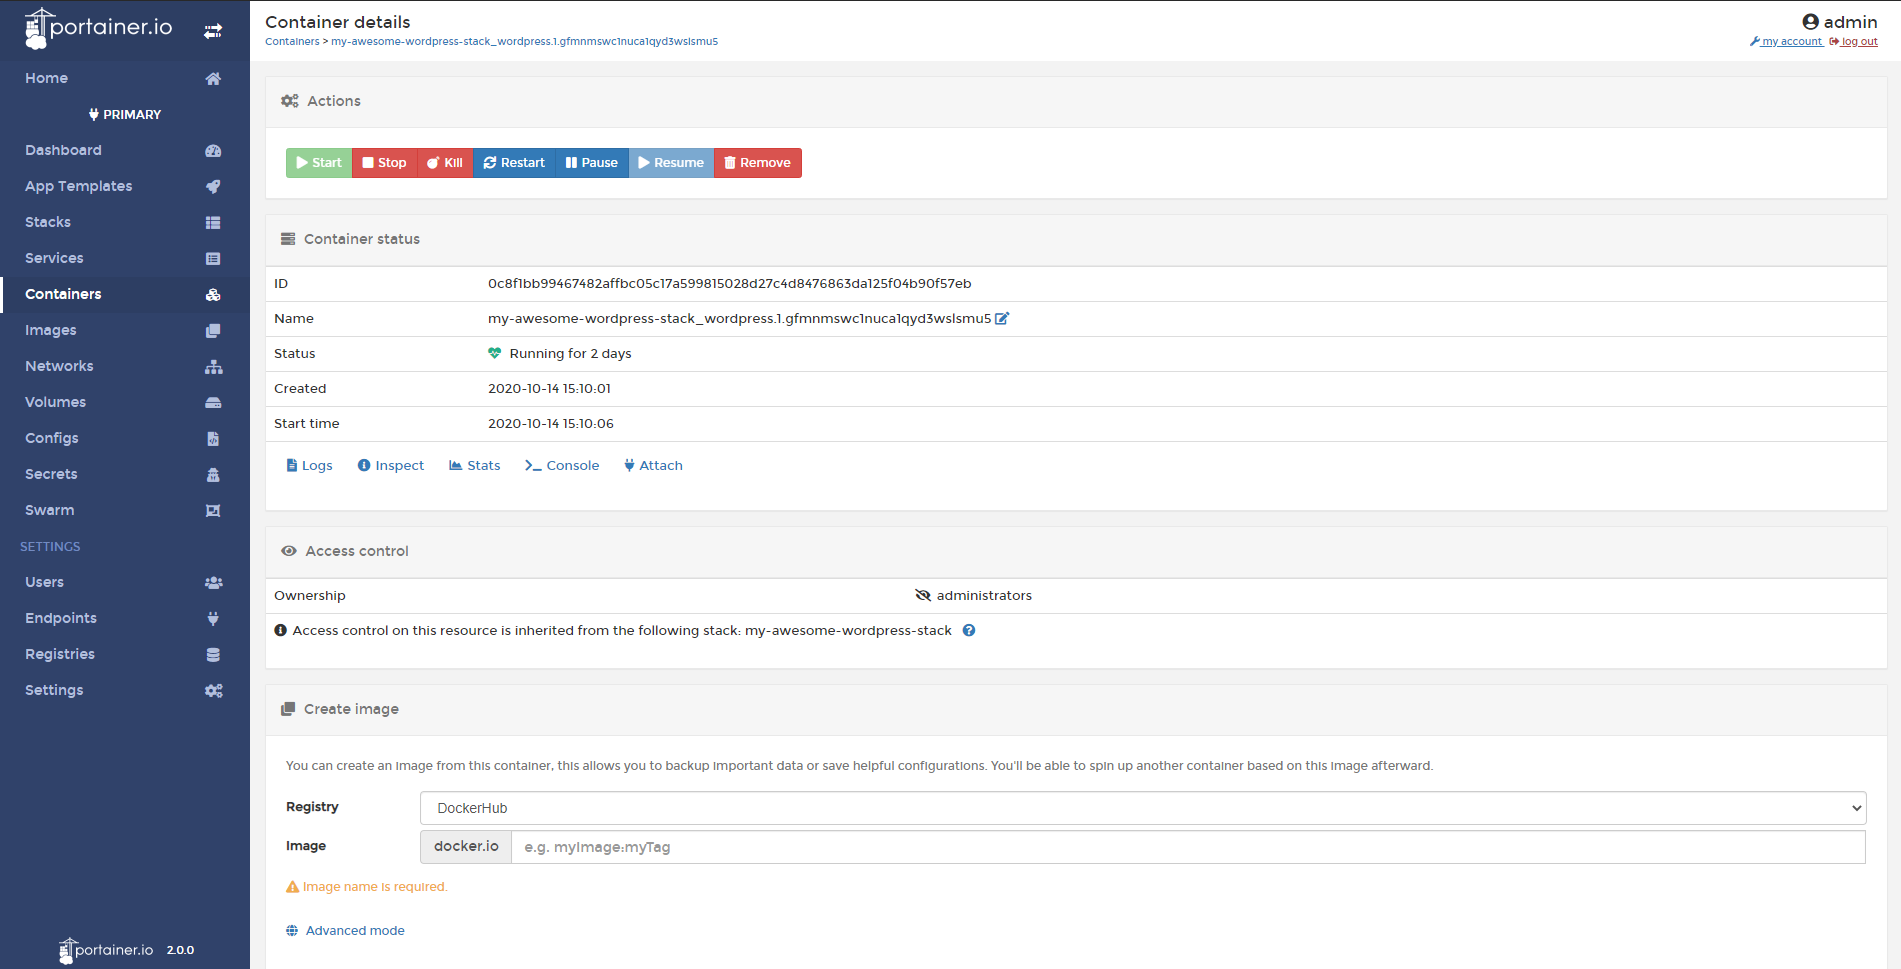 portainer.io
Home
PRIMARY
Dashboard
App Templates
Stacks
Services
Containers
Images
Networks
Volumes
Configs
Secrets
Swarm
SETTINGS
Users
Endpoints
Registries
Settings
portainer.io 2.0.0
Container details
Containers > my-awesome-wordpress-stack_wordpress.1.gfmnmswc1nuca1qyd3wslsmu5
admin
my account log out
Actions
Start Stop Kill Restart Pause Resume Remove
Container status
ID 0c8f1bb99467482affbc05c17a599815028d27c4d8476863da125f04b90f57eb
Name my-awesome-wordpress-stack_wordpress.1.gfmnmswc1nuca1qyd3wslsmu5
Status Running for 2 days
Created 2020-10-14 15:10:01
Start time 2020-10-14 15:10:06
Logs Inspect Stats Console Attach
Access control
Ownership administrators
Access control on this resource is inherited from the following stack: my-awesome-wordpress-stack
Create image
You can create an image from this container, this allows you to backup important data or save helpful configurations. You'll be able to spin up another container based on this image afterward.
Registry DockerHub
Image docker.io e.g. myImage:myTag
Image name is required.
Advanced mode